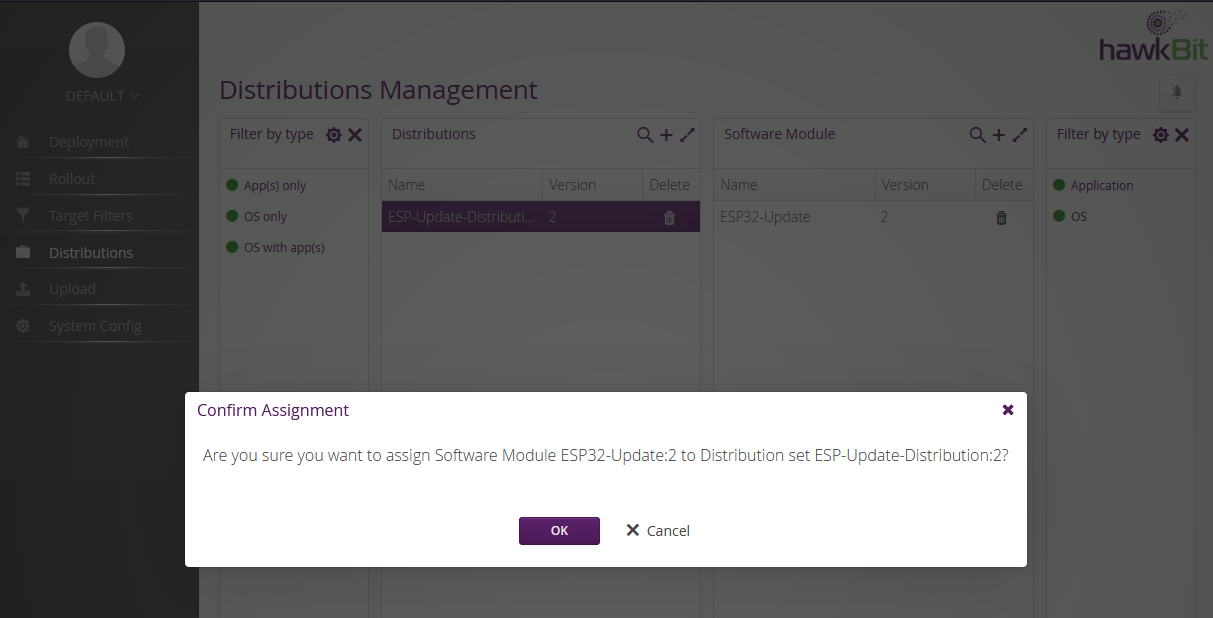 hawkBit
DEFAULT
Deployment
Rollout
Target Filters
Distributions
Upload
System Config
Distributions Management
Filter by type
App(s) only
OS only
OS with app(s)
Distributions
Name Version Delete
ESP-Update-Distributi... 2
Software Module
Name Version Delete
ESP32-Update 2
Filter by type
Application
OS
Confirm Assignment
Are you sure you want to assign Software Module ESP32-Update:2 to Distribution set ESP-Update-Distribution:2?
OK
Cancel